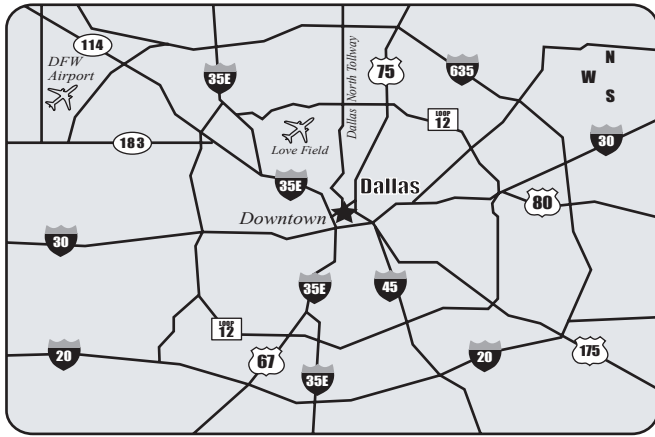 114
DFW
Airport
35E
Dallas North Tollway
75
635
N
W
S
LOOP
12
30
183
Love Field
35E
Dallas
80
Downtown
30
35E
45
LOOP
12
20
67
35E
20
175